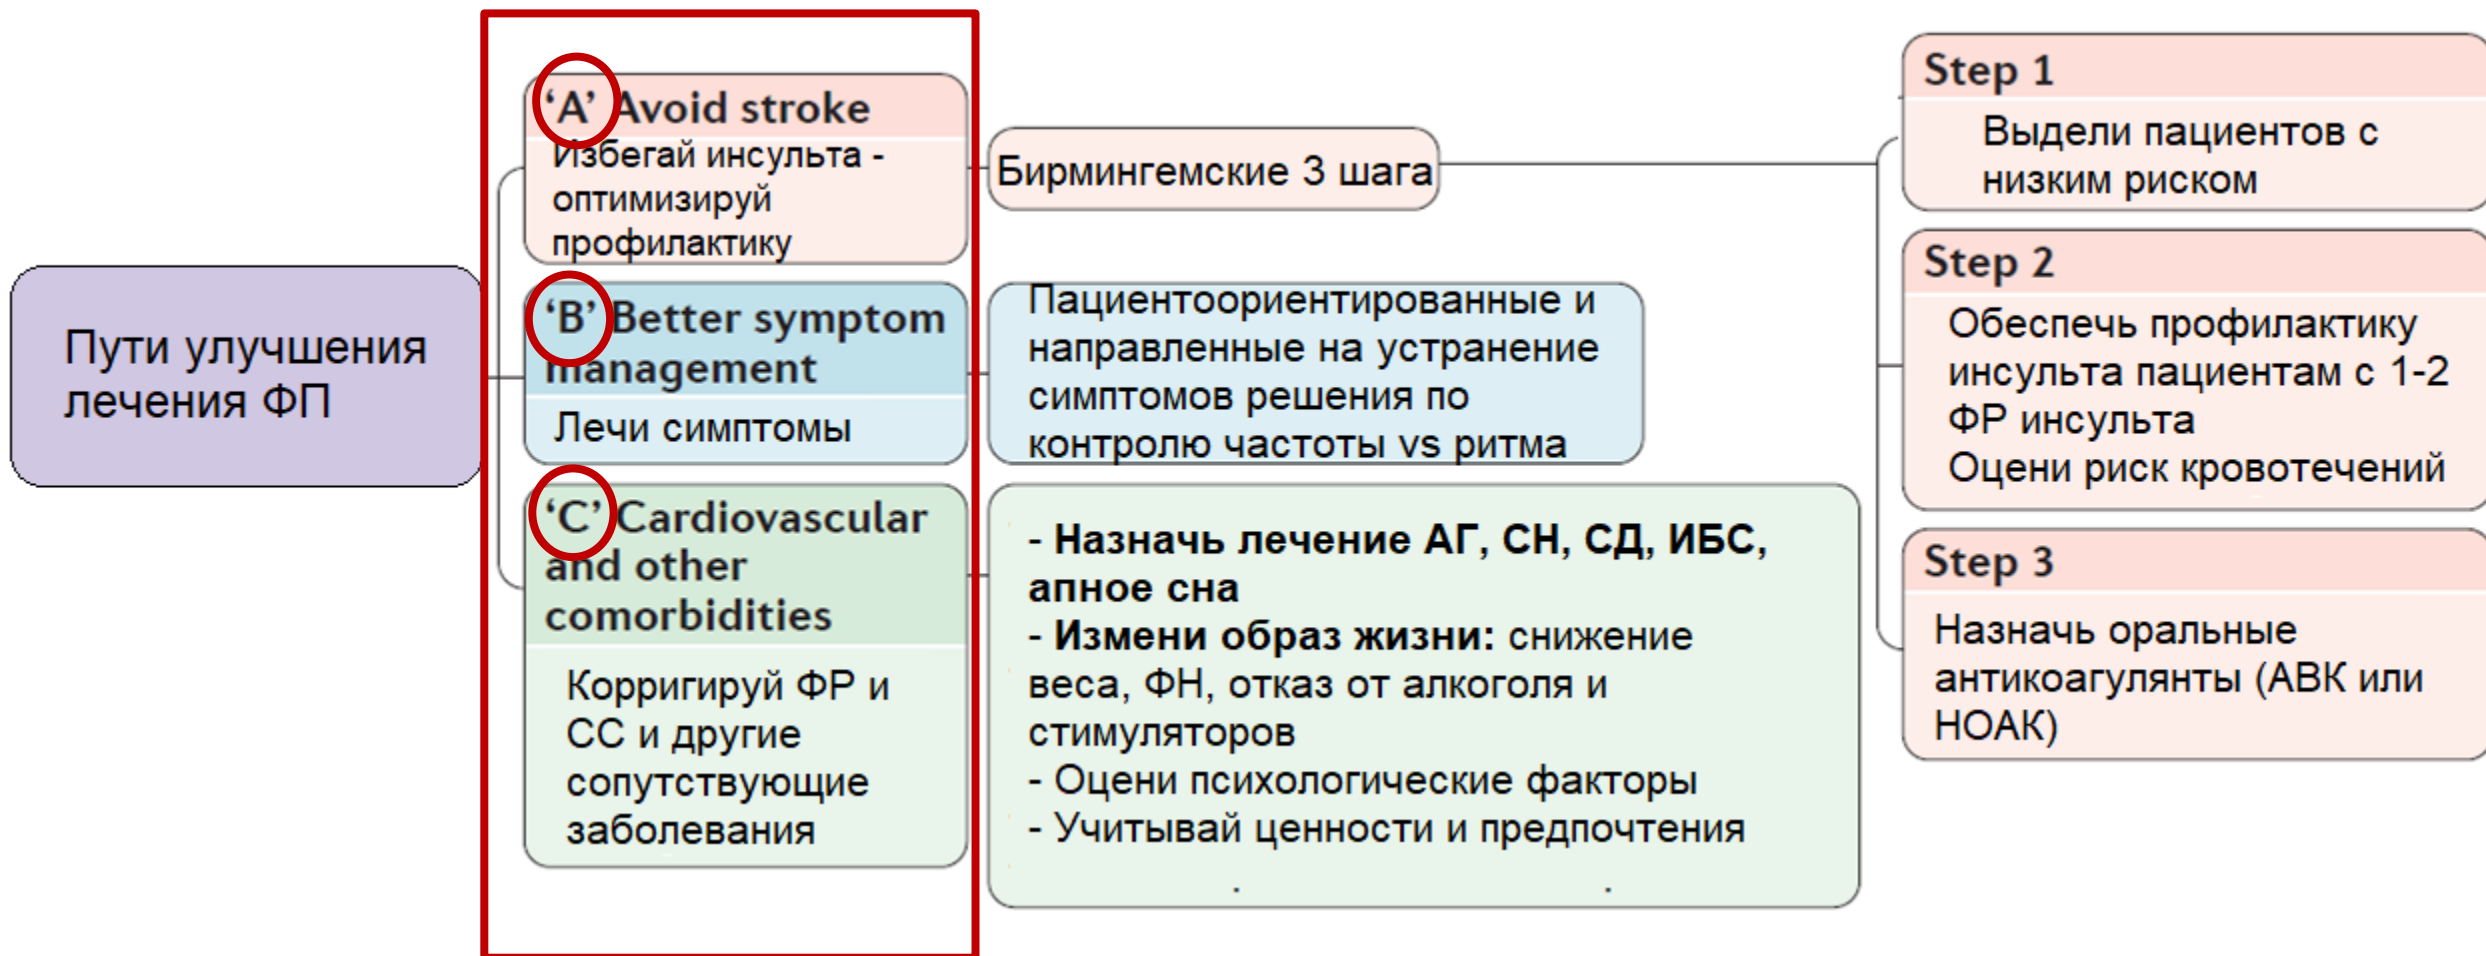 Пути улучшения
лечения ФП
‘A’ Avoid stroke
Избегай инсульта -
оптимизируй
профилактику
Бирмингемские 3 шага
‘B’ Better symptom
management
Лечи симптомы
Пациентоориентированные и
направленные на устранение
симптомов решения по
контролю частоты vs ритма
‘C’ Cardiovascular
and other
comorbidities
Корригируй ФР и
СС и другие
сопутствующие
заболевания
- Назначь лечение АГ, СН, СД, ИБС,
апное сна
- Измени образ жизни: снижение
веса, ФН, отказ от алкоголя и
стимуляторов
- Оцени психологические факторы
- Учитывай ценности и предпочтения
Step 1
Выдели пациентов с
низким риском
Step 2
Обеспечь профилактику
инсульта пациентам с 1-2
ФР инсульта
Оцени риск кровотечений
Step 3
Назначь оральные
антикоагулянты (АВК или
НОАК)